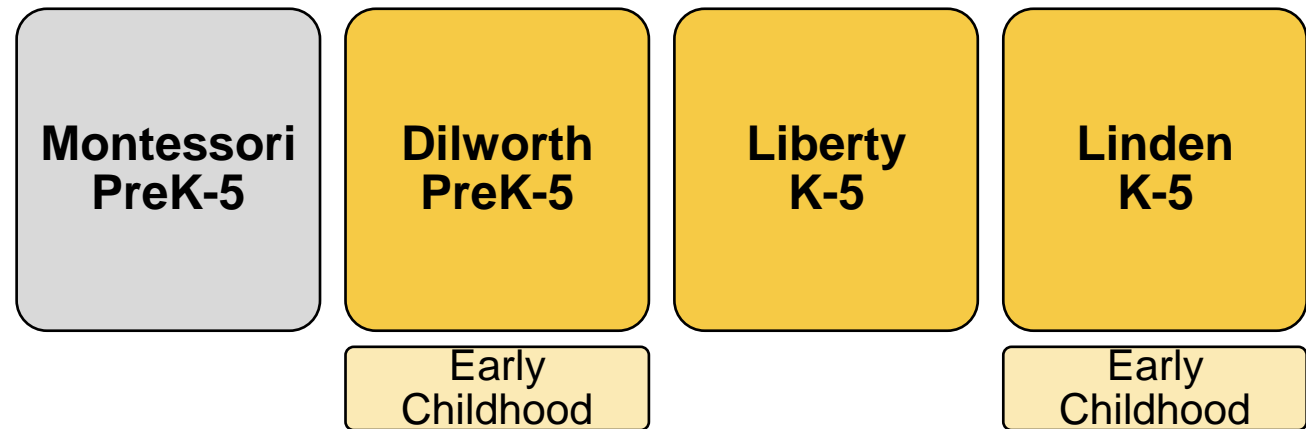 Montessori
PreK-5
Dilworth
PreK-5
Liberty
K-5
Linden
K-5
Early
Childhood
Early
Childhood